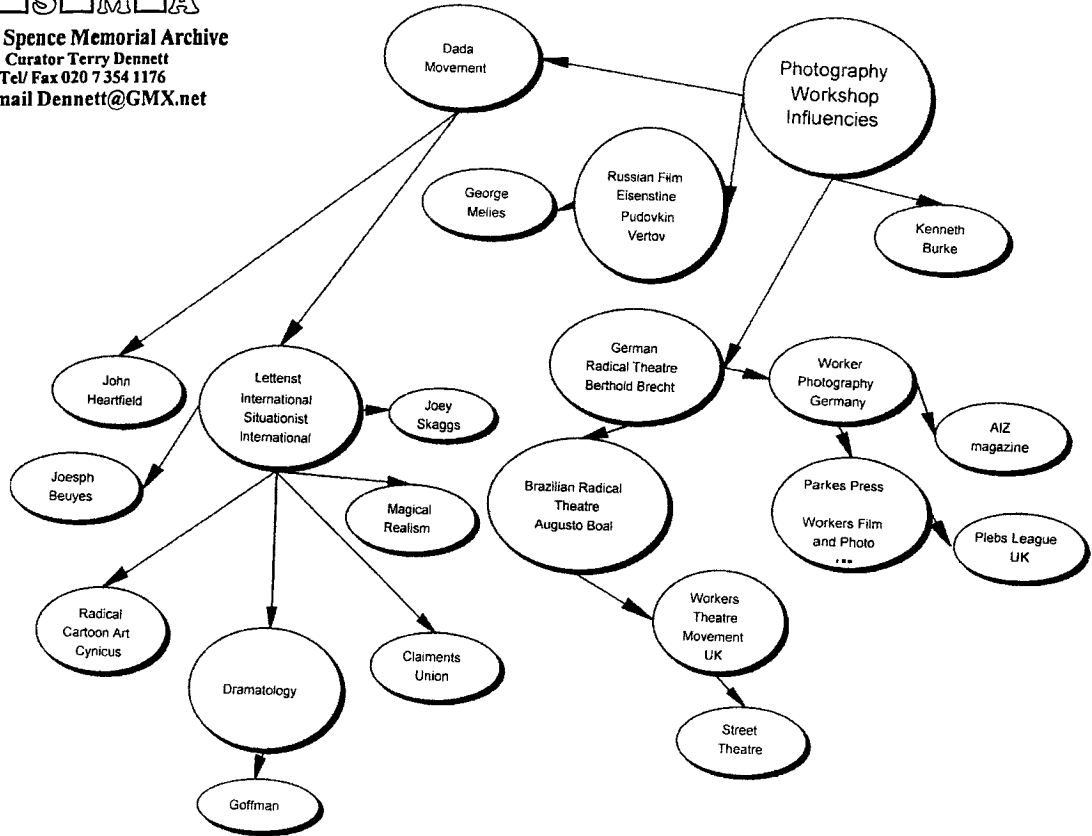 SMA
Spence Memorial Archive
Curator Terry Dennett
Tel/ Fax 020 7 354 1176
mail Dennett@GMX.net
Dada
Movement
Photography
Workshop
Influencies
George
Melies
Russian Film
Eisenstine
Pudovkin
Vertov
Kenneth
Burke
John
Heartfield
Lettenst
International
Situationist
International
Joey
Skaggs
German
Radical Theatre
Berthold Brecht
Worker
Photography
Germany
AIZ
magazine
Joesph
Beuyes
Magical
Realism
Brazilian Radical
Theatre
Augusto Boal
Parkes Press
Workers Film
and Photo
Plebs League
UK
Radical
Cartoon Art
Cynicus
Dramatology
Claiments
Union
Workers
Theatre
Movement
UK
Street
Theatre
Goffman